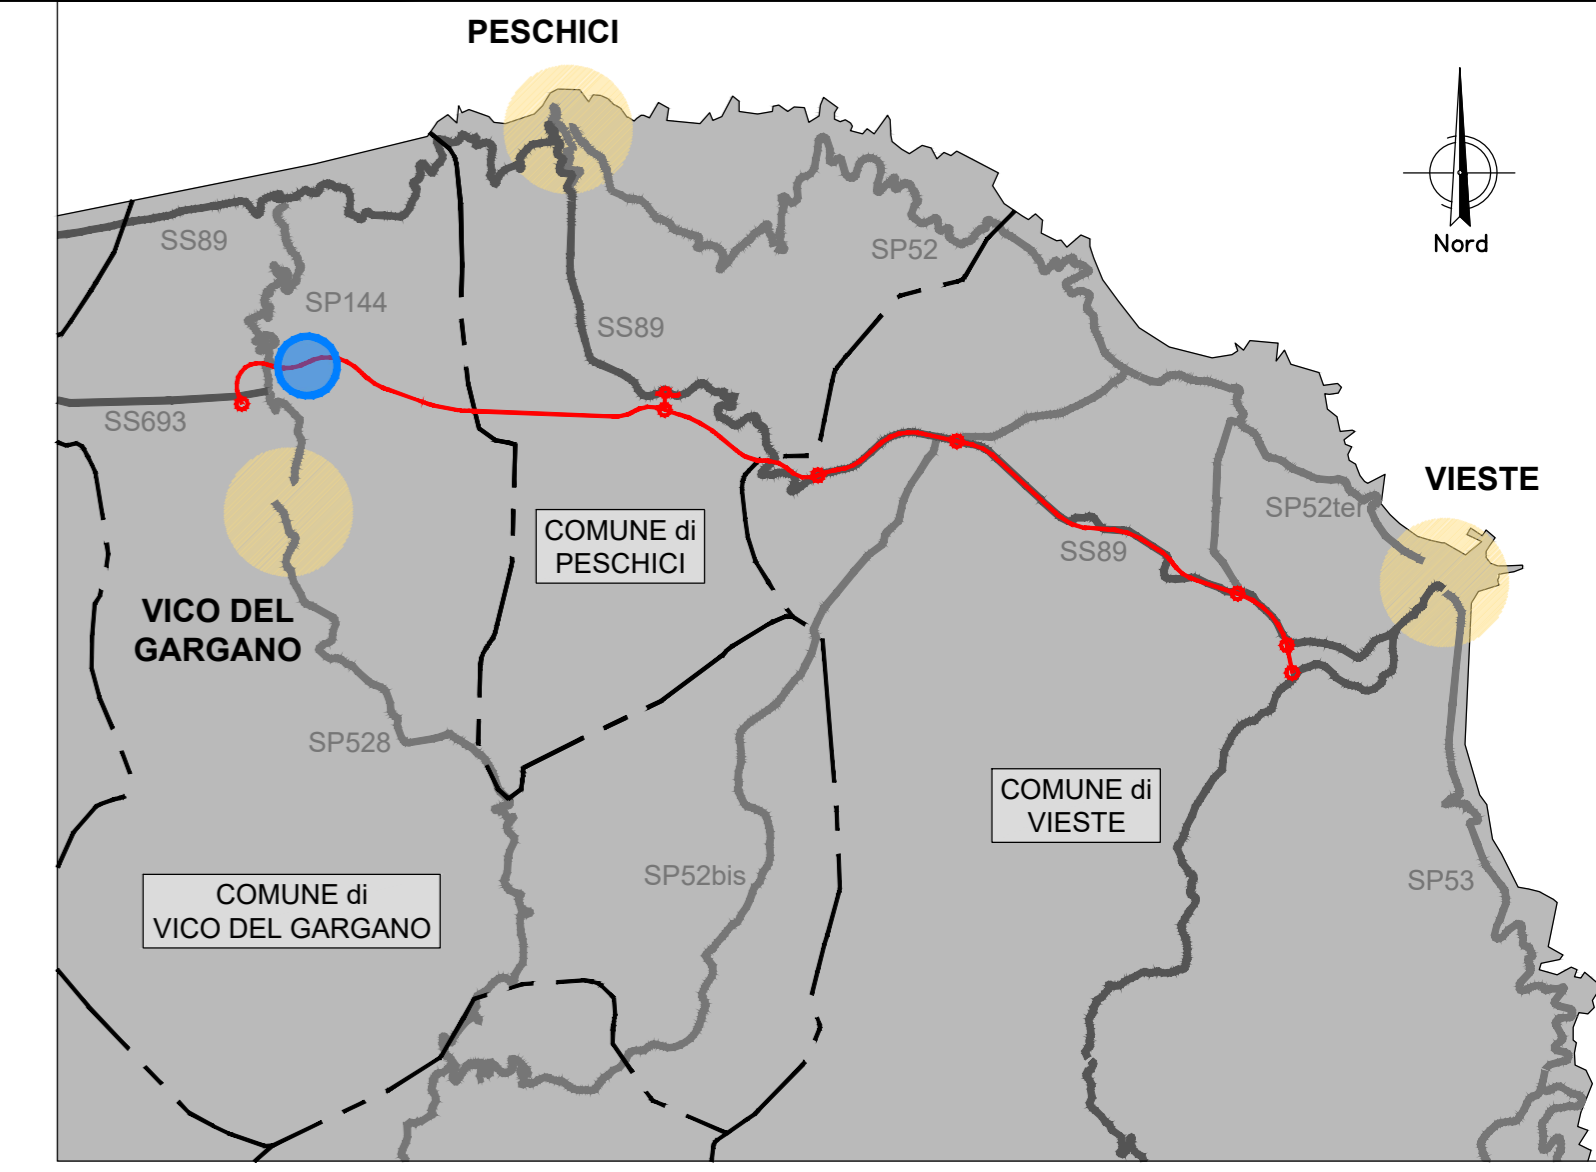 PESCHICI
Nord
SS89
SP52
SP144
SS89
SS693
VIESTE
SP52ter
COMUNE di
PESCHICI
SS89
VICO DEL
GARGANO
SP528
COMUNE di
VIESTE
SP52bis
SP53
COMUNE di
VICO DEL GARGANO